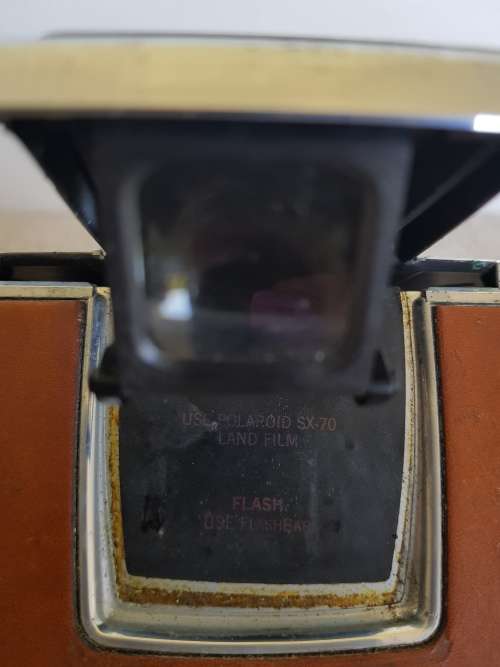 USE POLAROID SX-70
LAND FILM
FLASH
USE FLASHBAR